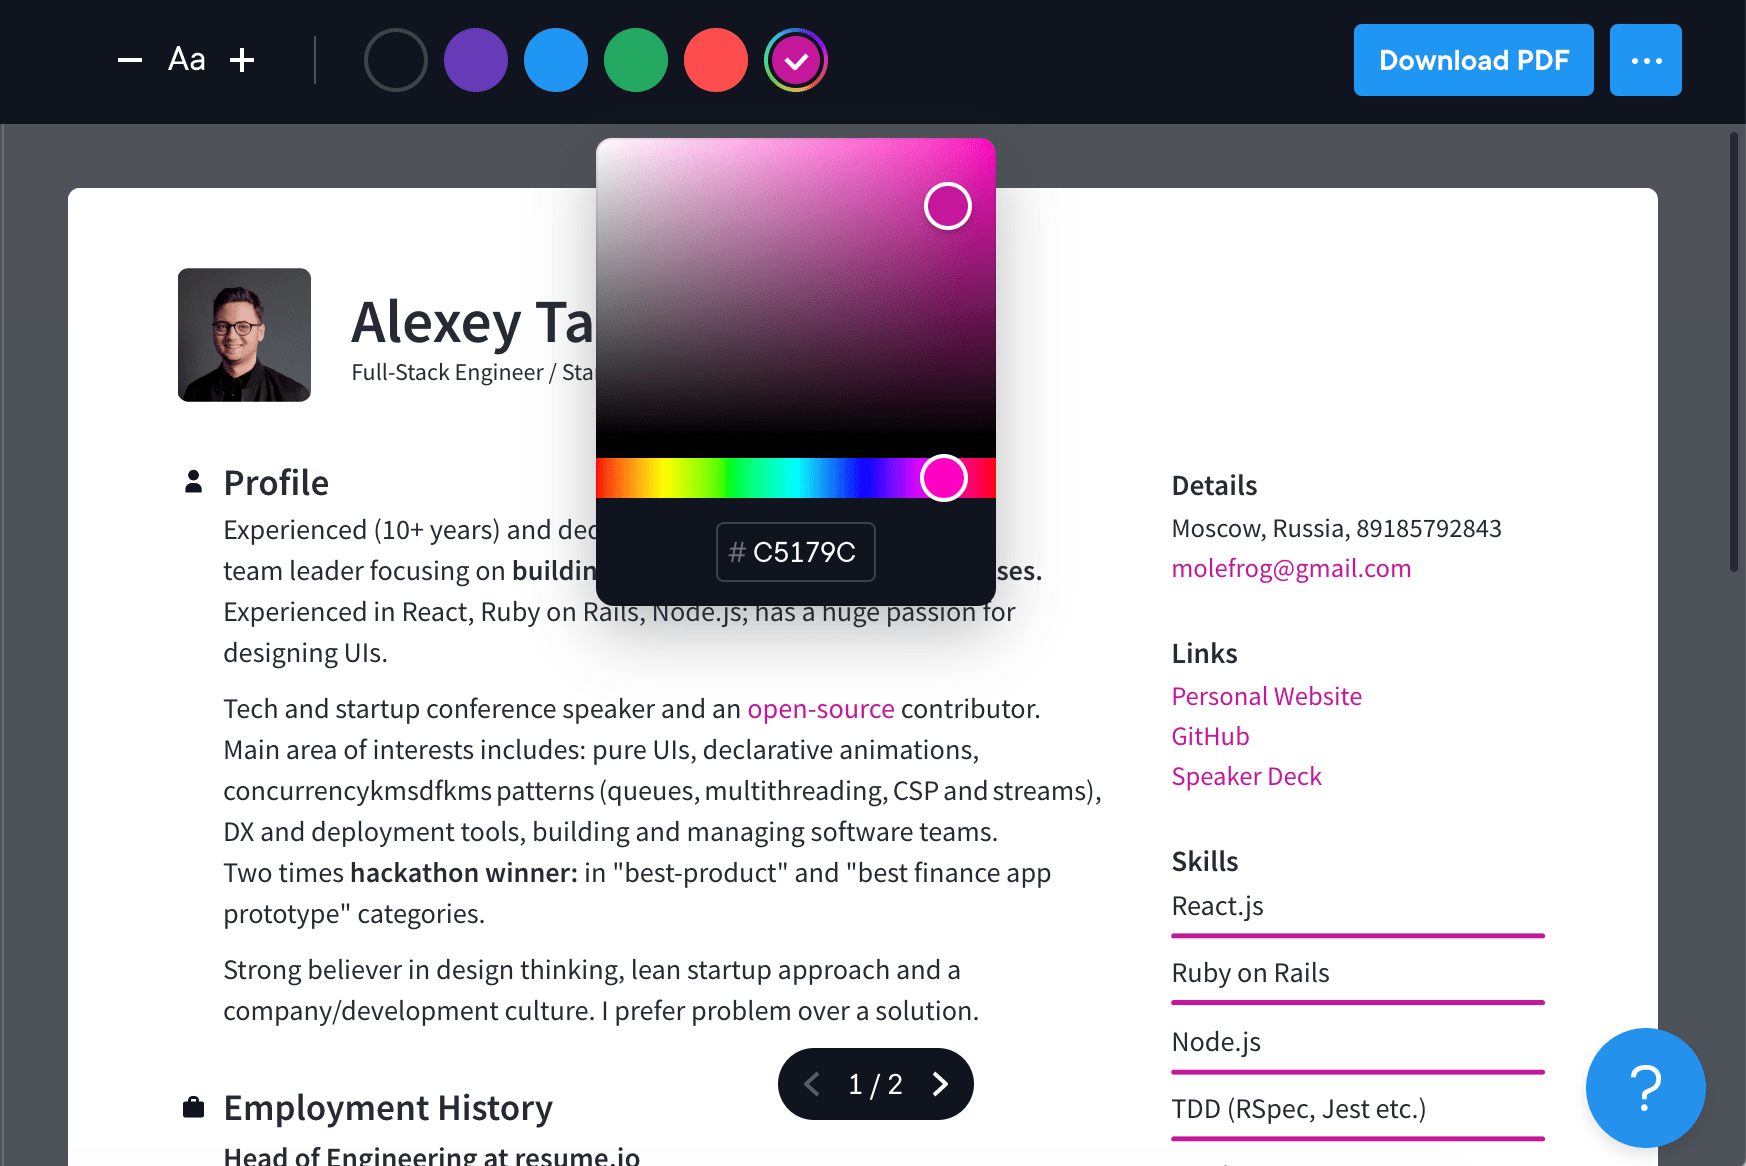 Aa
Download PDF
Alexey Ta
Full-Stack Engineer /
# C5179C
Profile
Experienced (10+ years) and
team leader focusing on
Experienced in React, Ruby on Rails, Node.js; has a huge passion for
designing UIs.
Tech and startup conference speaker and an open-source contributor.
Main area of interests includes: pure UIs, declarative animations,
concurrencykmsdfkms patterns (queues, multithreading, CSP and streams),
DX and deployment tools, building and managing software teams.
Two times hackathon winner: in "best-product" and "best finance app
prototype" categories.
Strong believer in design thinking, lean startup approach and a
company/development culture. I prefer problem over a solution.
Employment History
Head of Engineering at resume.io
Details
Moscow, Russia, 89185792843
molefrog@gmail.com
Links
Personal Website
GitHub
Speaker Deck
Skills
React.js
Ruby on Rails
Node.js
TDD (RSpec, Jest etc.)
1 / 2
?